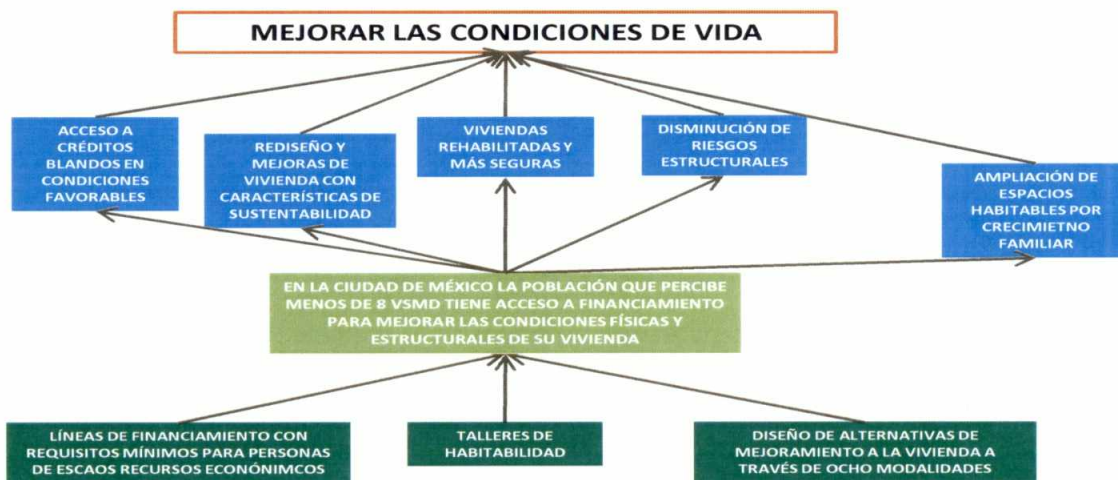 MEJORAR LAS CONDICIONES DE VIDA
ACCESO A
CRÉDITOS
BLANDOS EN
CONDICIONES
FAVORABLES
REDISEÑO Y
MEJORAS DE
VIVIENDA CON
CARACTERÍSTICAS DE
SUSTENTABILIDAD
VIVIENDAS
REHABILITADAS Y
MÁS SEGURAS
DISMINUCIÓN DE
RIESGOS
ESTRUCTURALES
AMPLIACIÓN DE
ESPACIOS
HABITABLES POR
CRECIMIETNO
FAMILIAR
EN LA CIUDAD DE MÉXICO LA POBLACIÓN QUE PERCIBE
MENOS DE 8 VSMD TIENE ACCESO A FINANCIAMIENTO
PARA MEJORAR LAS CONDICIONES FÍSICAS Y
ESTRUCTURALES DE SU VIVIENDA
LÍNEAS DE FINANCIAMIENTO CON
REQUISITOS MÍNIMOS PARA PERSONAS
DE ESCAOS RECURSOS ECONÓNIMCOS
TALLERES DE
HABITABILIDAD
DISEÑO DE ALTERNATIVAS DE
MEJORAMIENTO A LA VIVIENDA A
TRAVÉS DE OCHO MODALIDADES